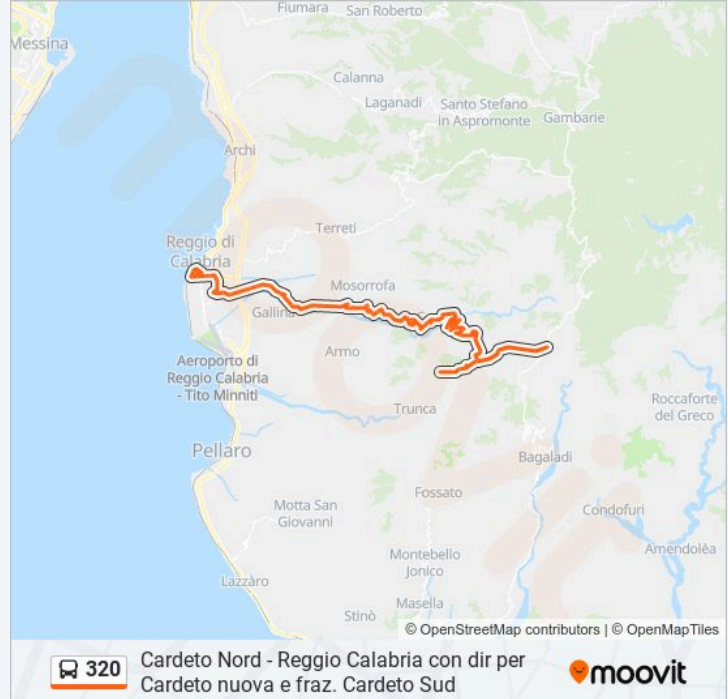 Fiumara
San Roberto
Messina
Calanna
Laganadi
Santo Stefano
in Aspromonte
Gambarie
Archi
Terreti
Reggio di
Calabria
Mosorrofa
Gallina
Armo
Aeroporto di
Reggio Calabria
- Tito Minniti
Trunca
Roccaforte
del Greco
Pellaro
Bagaladi
Fossato
Motta San
Giovanni
Condofuri
Amendolèa
Montebello
Jonico
Lazzàro
Masella
Stinò
© OpenStreetMap contributors | © OpenMapTiles
320
Cardeto Nord - Reggio Calabria con dir per
Cardeto nuova e fraz. Cardeto Sud
moovit